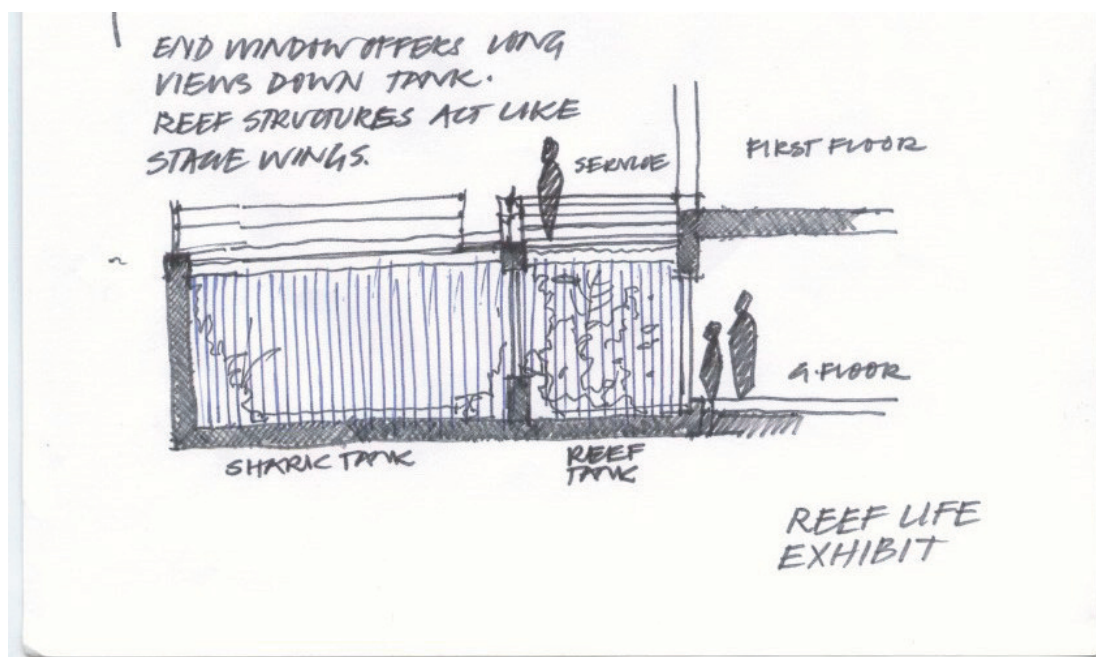 END WINDOW OFFERS LONG
VIEWS DOWN TANK.
REEF STRUCTURES ACT LIKE
STAGE WINGS.
SERVICE
FIRST FLOOR
G.FLOOR
SHARK TANK
REEF
TANK
REEF LIFE
EXHIBIT